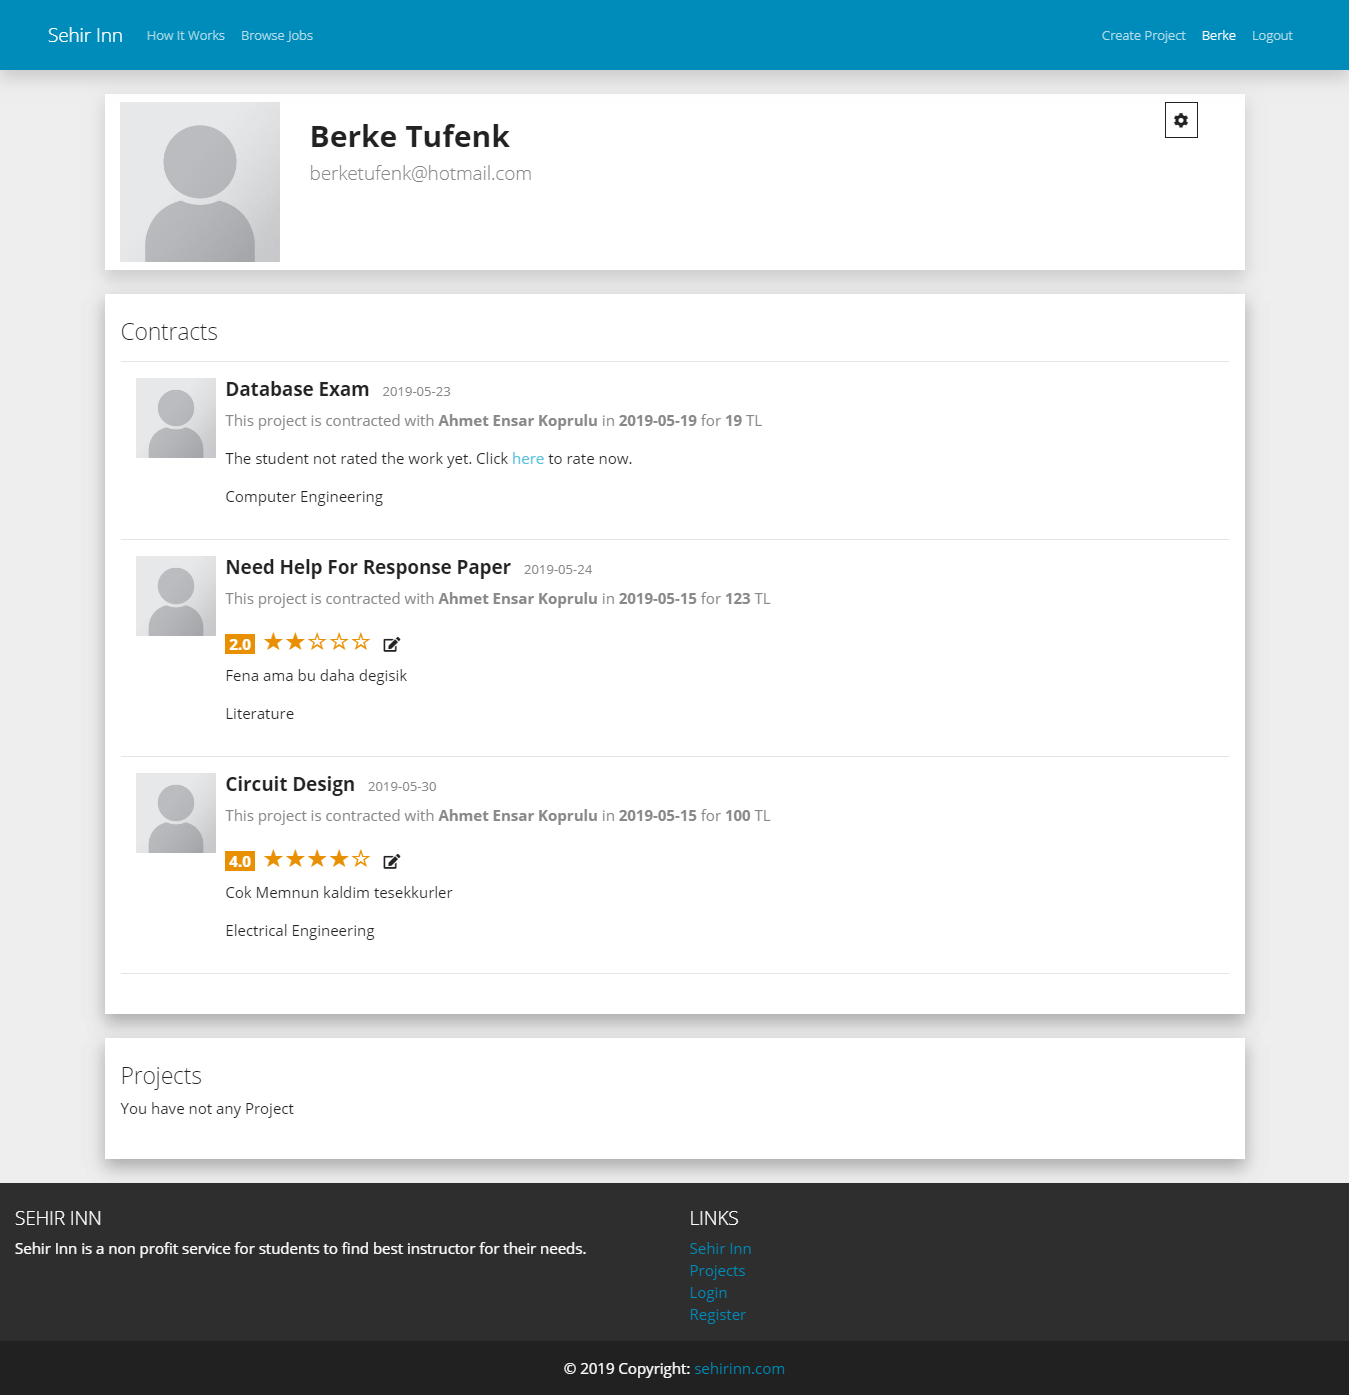 Sehir Inn How It Works Browse Jobs Create Project Berke Logout
Berke Tufenk
berketufenk@hotmail.com
Contracts
Database Exam 2019-05-23
This project is contracted with Ahmet Ensar Koprulu in 2019-05-19 for 19 TL
The student not rated the work yet. Click here to rate now.
Computer Engineering
Need Help For Response Paper 2019-05-24
This project is contracted with Ahmet Ensar Koprulu in 2019-05-15 for 123 TL
2.0
Fena ama bu daha degisik
Literature
Circuit Design 2019-05-30
This project is contracted with Ahmet Ensar Koprulu in 2019-05-15 for 100 TL
4.0
Cok Memnun kaldim tesekkurler
Electrical Engineering
Projects
You have not any Project
SEHIR INN
Sehir Inn is a non profit service for students to find best instructor for their needs.
LINKS
Sehir Inn
Projects
Login
Register
© 2019 Copyright: sehirinn.com